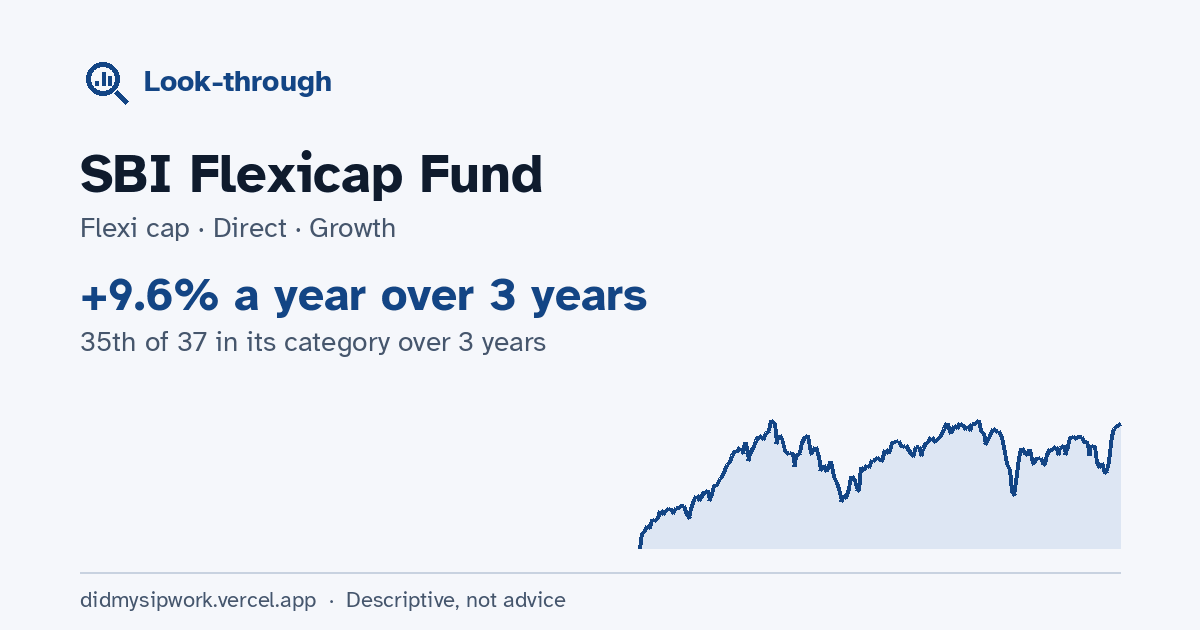 Look-through
SBI Flexicap Fund
Flexi cap · Direct · Growth
+9.6% a year over 3 years
35th of 37 in its category over 3 years
didmysipwork.vercel.app · Descriptive, not advice